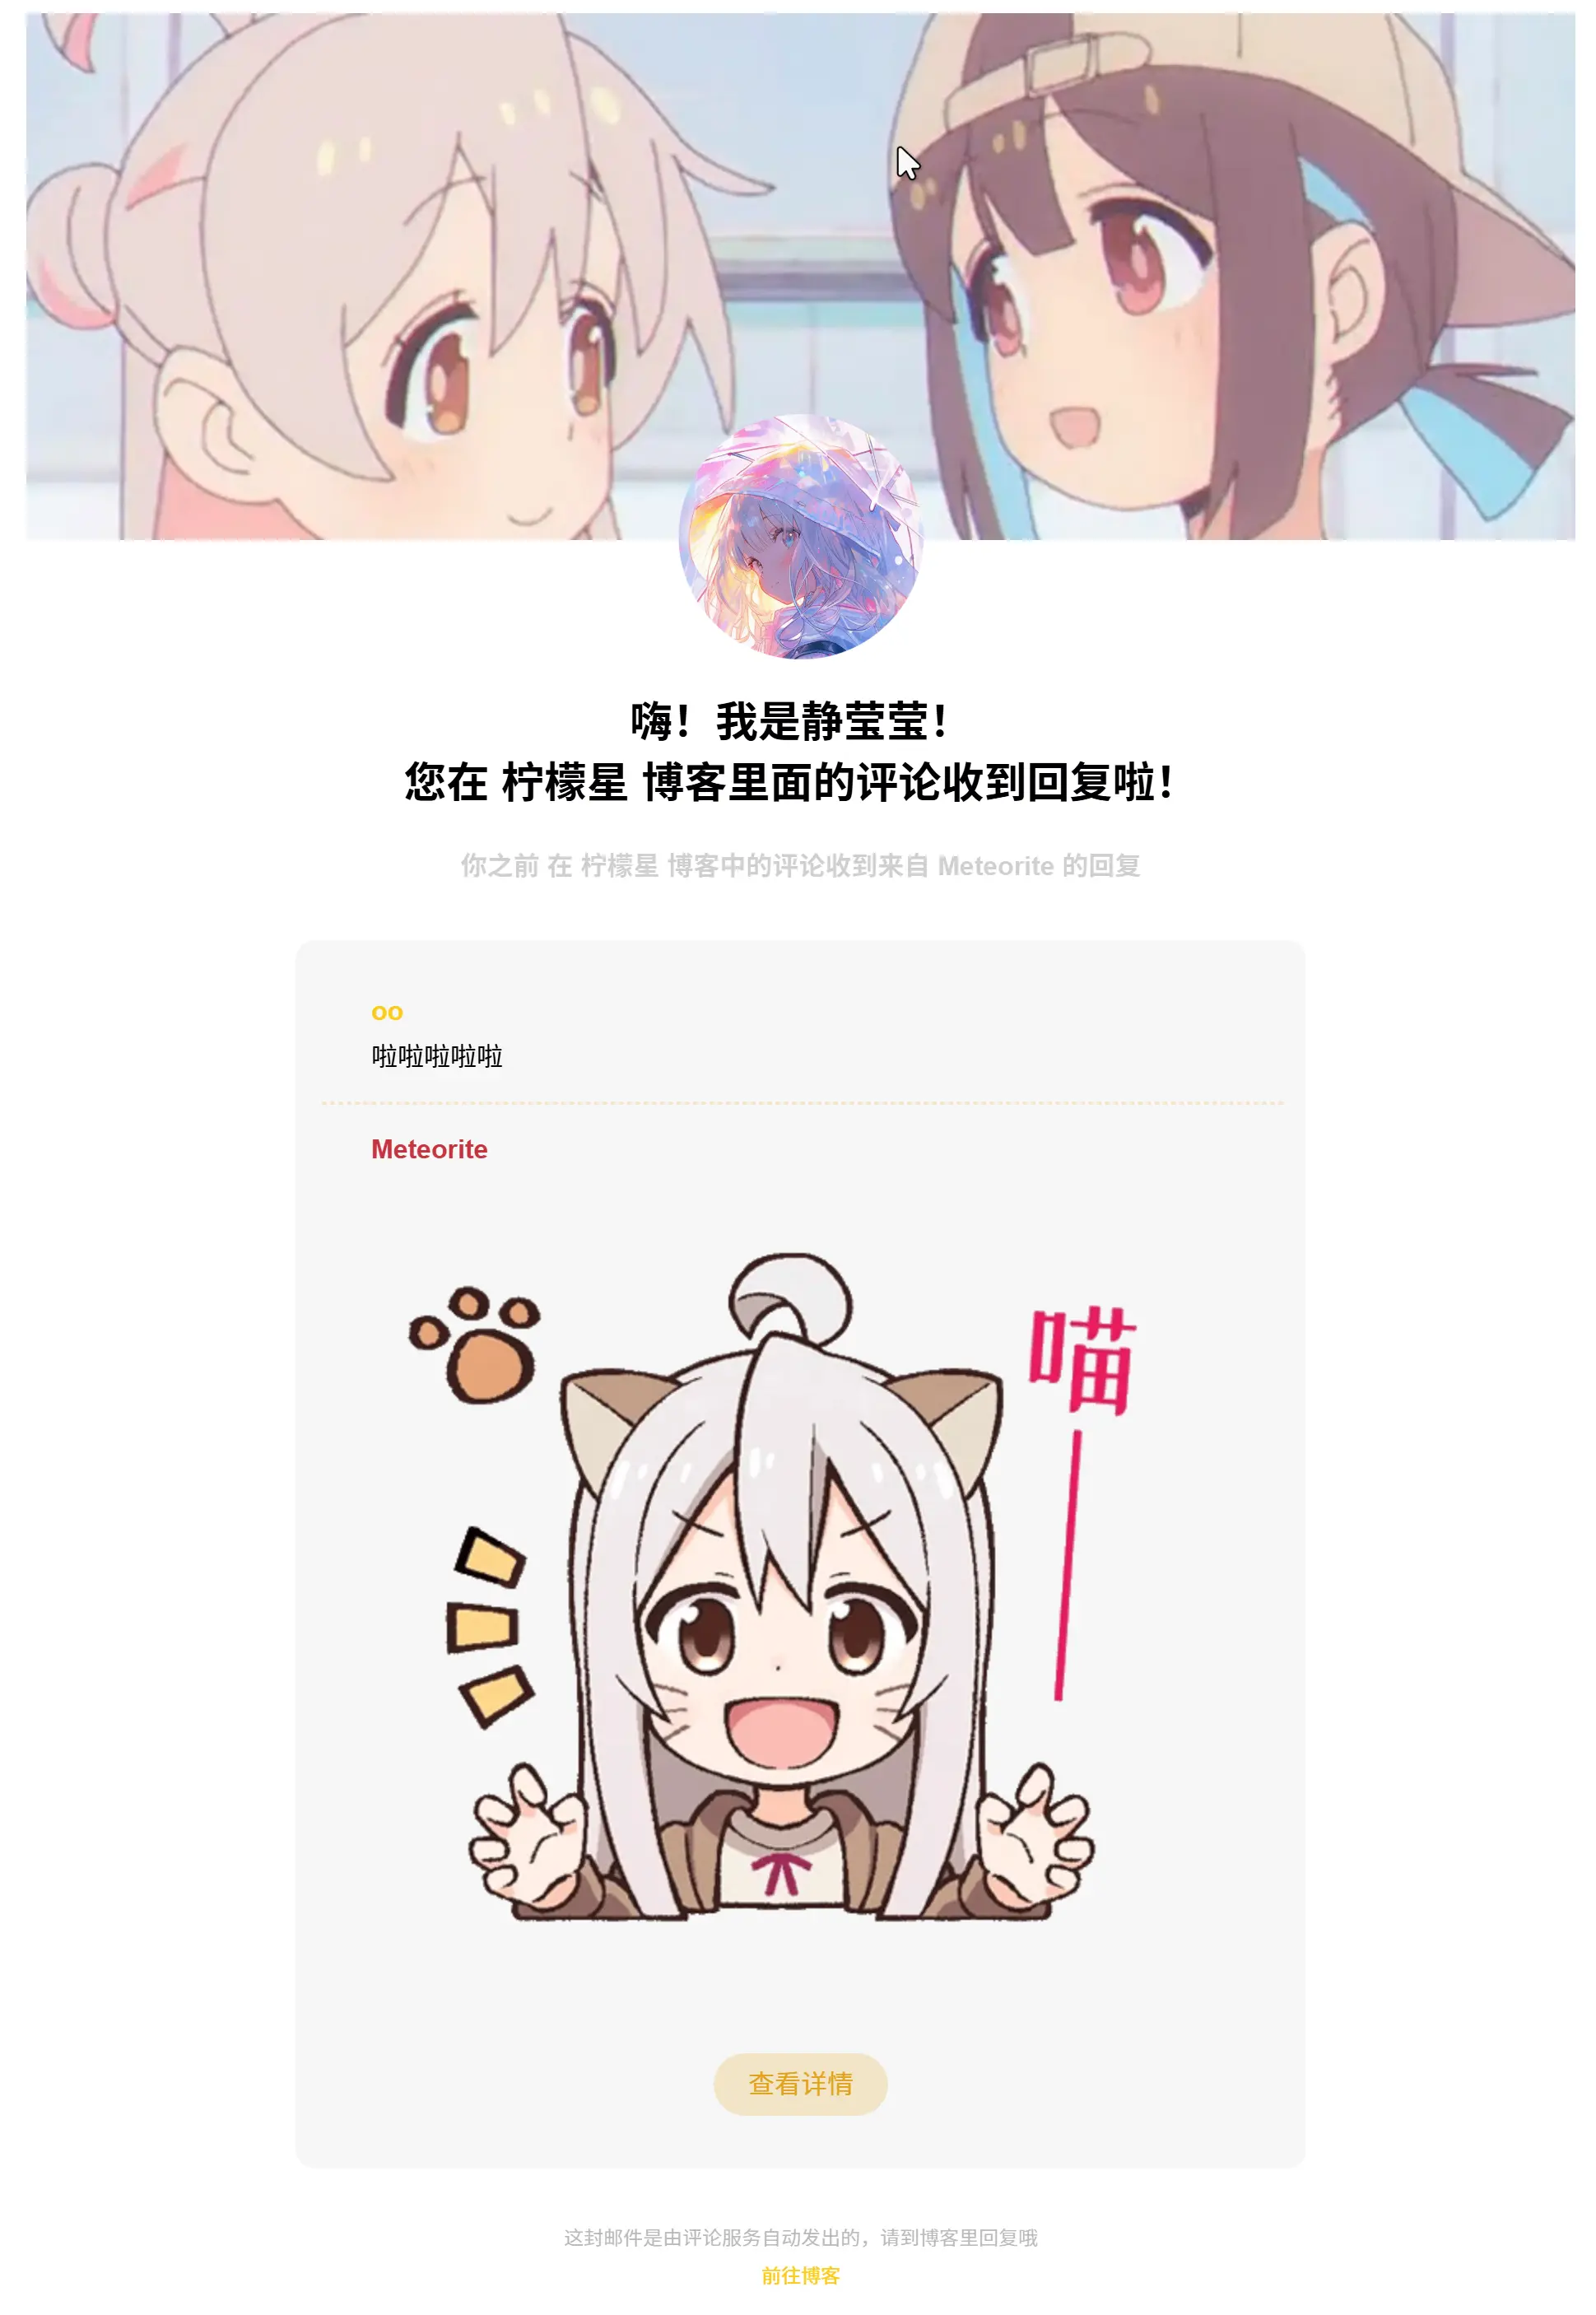 嗨！我是静莹莹！
您在 柠檬星 博客里面的评论收到回复啦！
你之前 在 柠檬星 博客中的评论收到来自 Meteorite 的回复
oo
啦啦啦啦啦
Meteorite
喵
查看详情
这封邮件是由评论服务自动发出的，请到博客里回复哦
前往博客